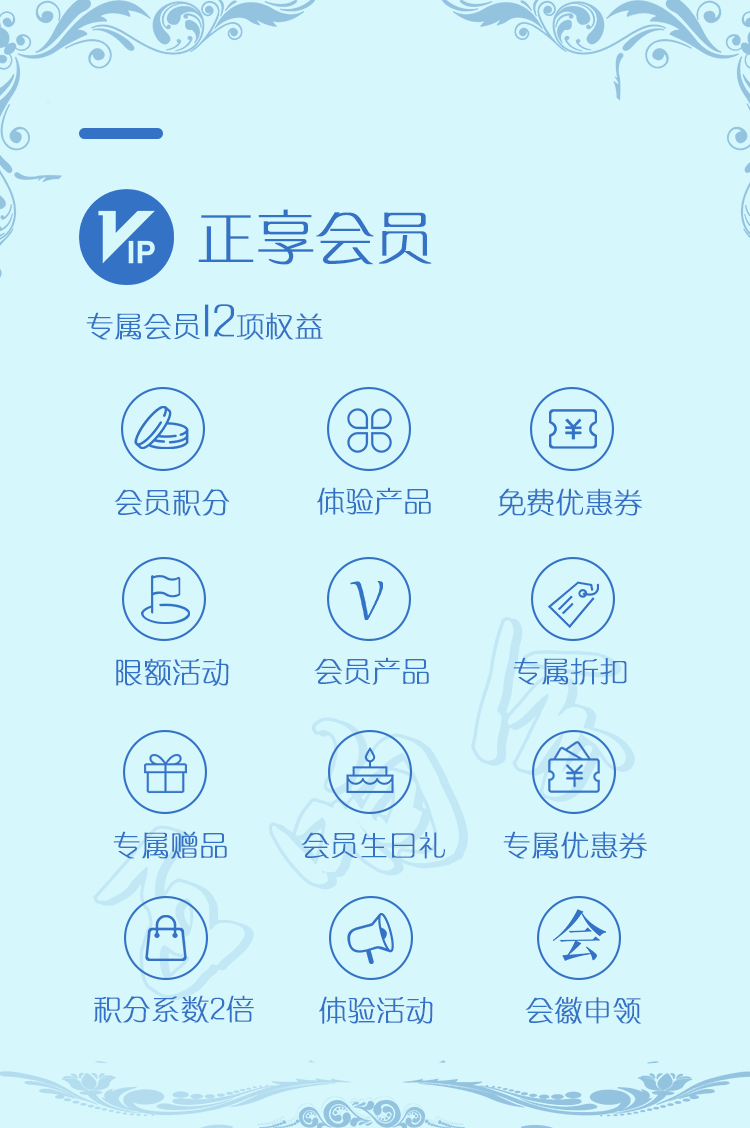 VIP 正享会员
专属会员12项权益
会员积分 体验产品 免费优惠券
限额活动 V 会员产品 专属折扣
专属赠品 会员生日礼 专属优惠券
会
积分系数2倍 体验活动 会徽申领